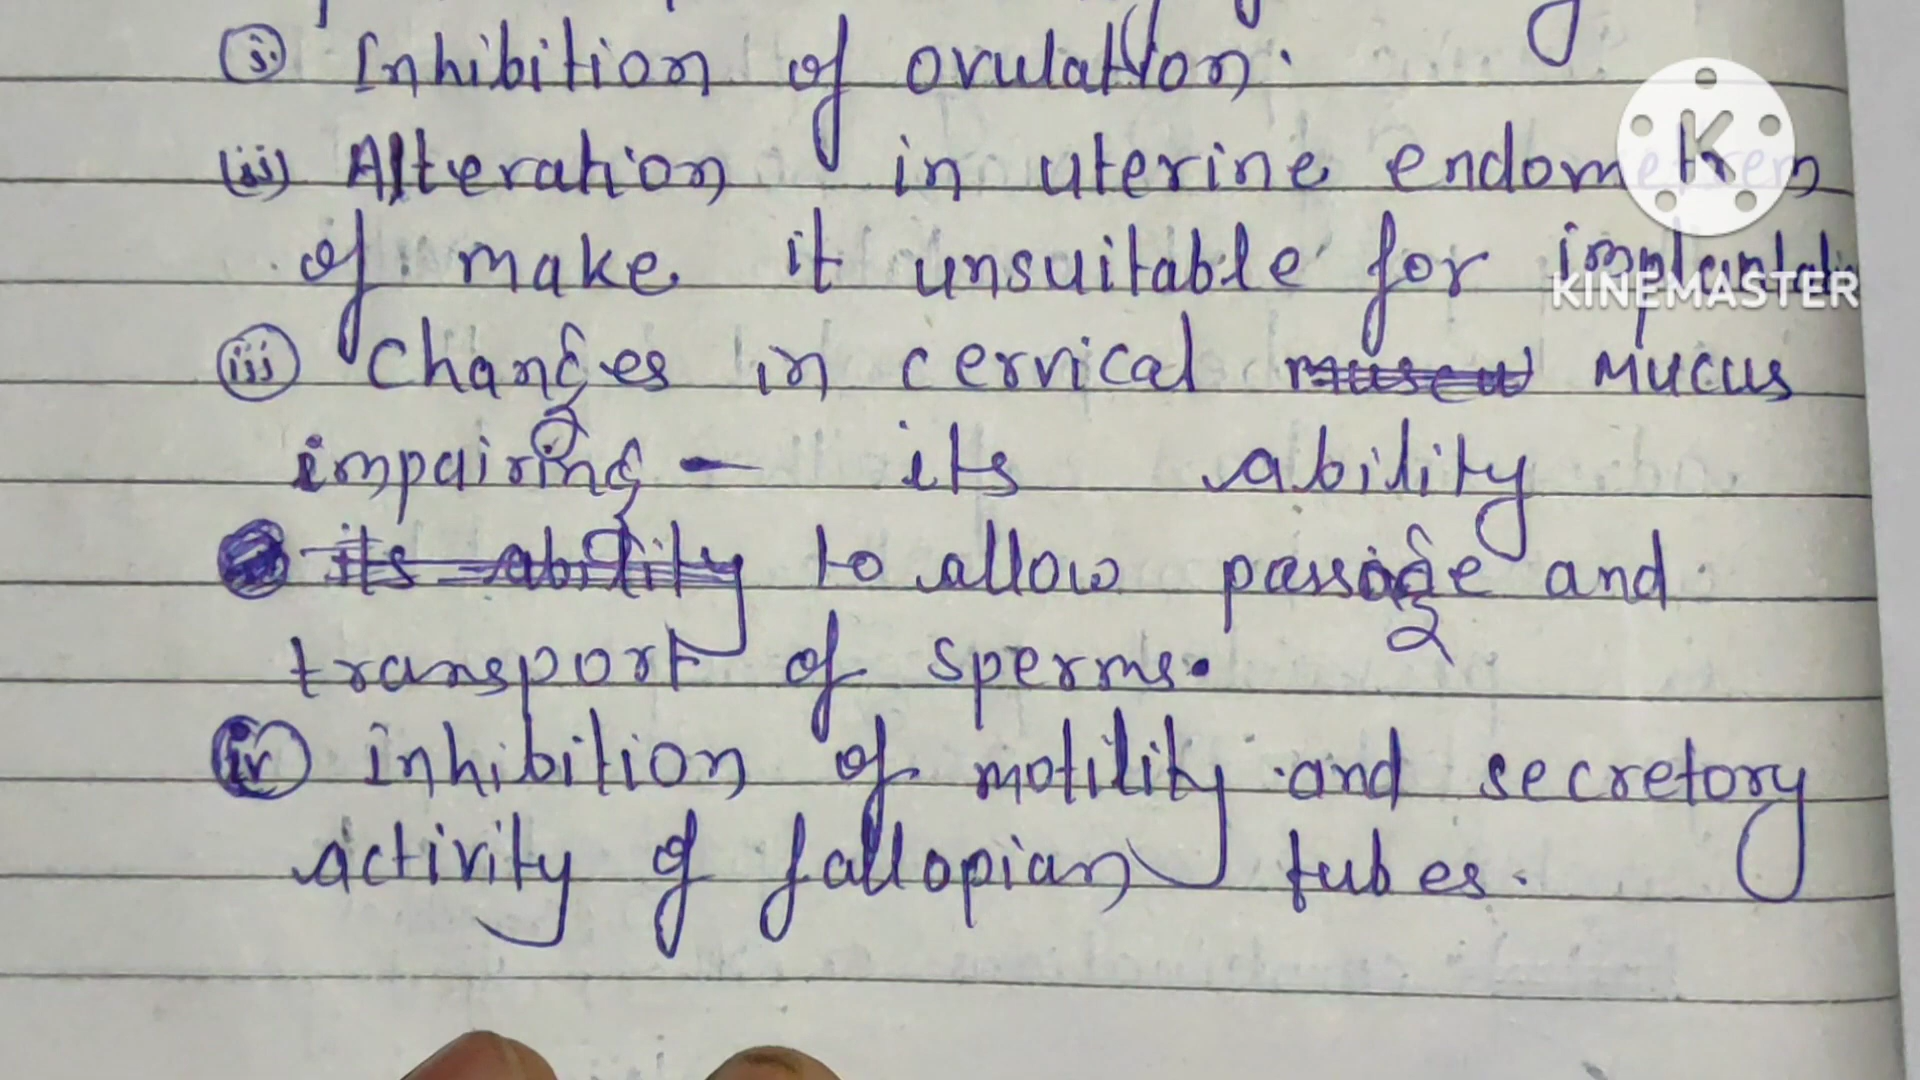 (i) Inhibition of ovulation.
(ii) Alteration in uterine
of make it unsuitable for
(iii) Changes in cervical Mucus
impairing - its ability
its ability to allow passage and
transport of sperms.
(iv) inhibition of motility and secretory
activity of fallopian tubes.
K
KINEMASTER